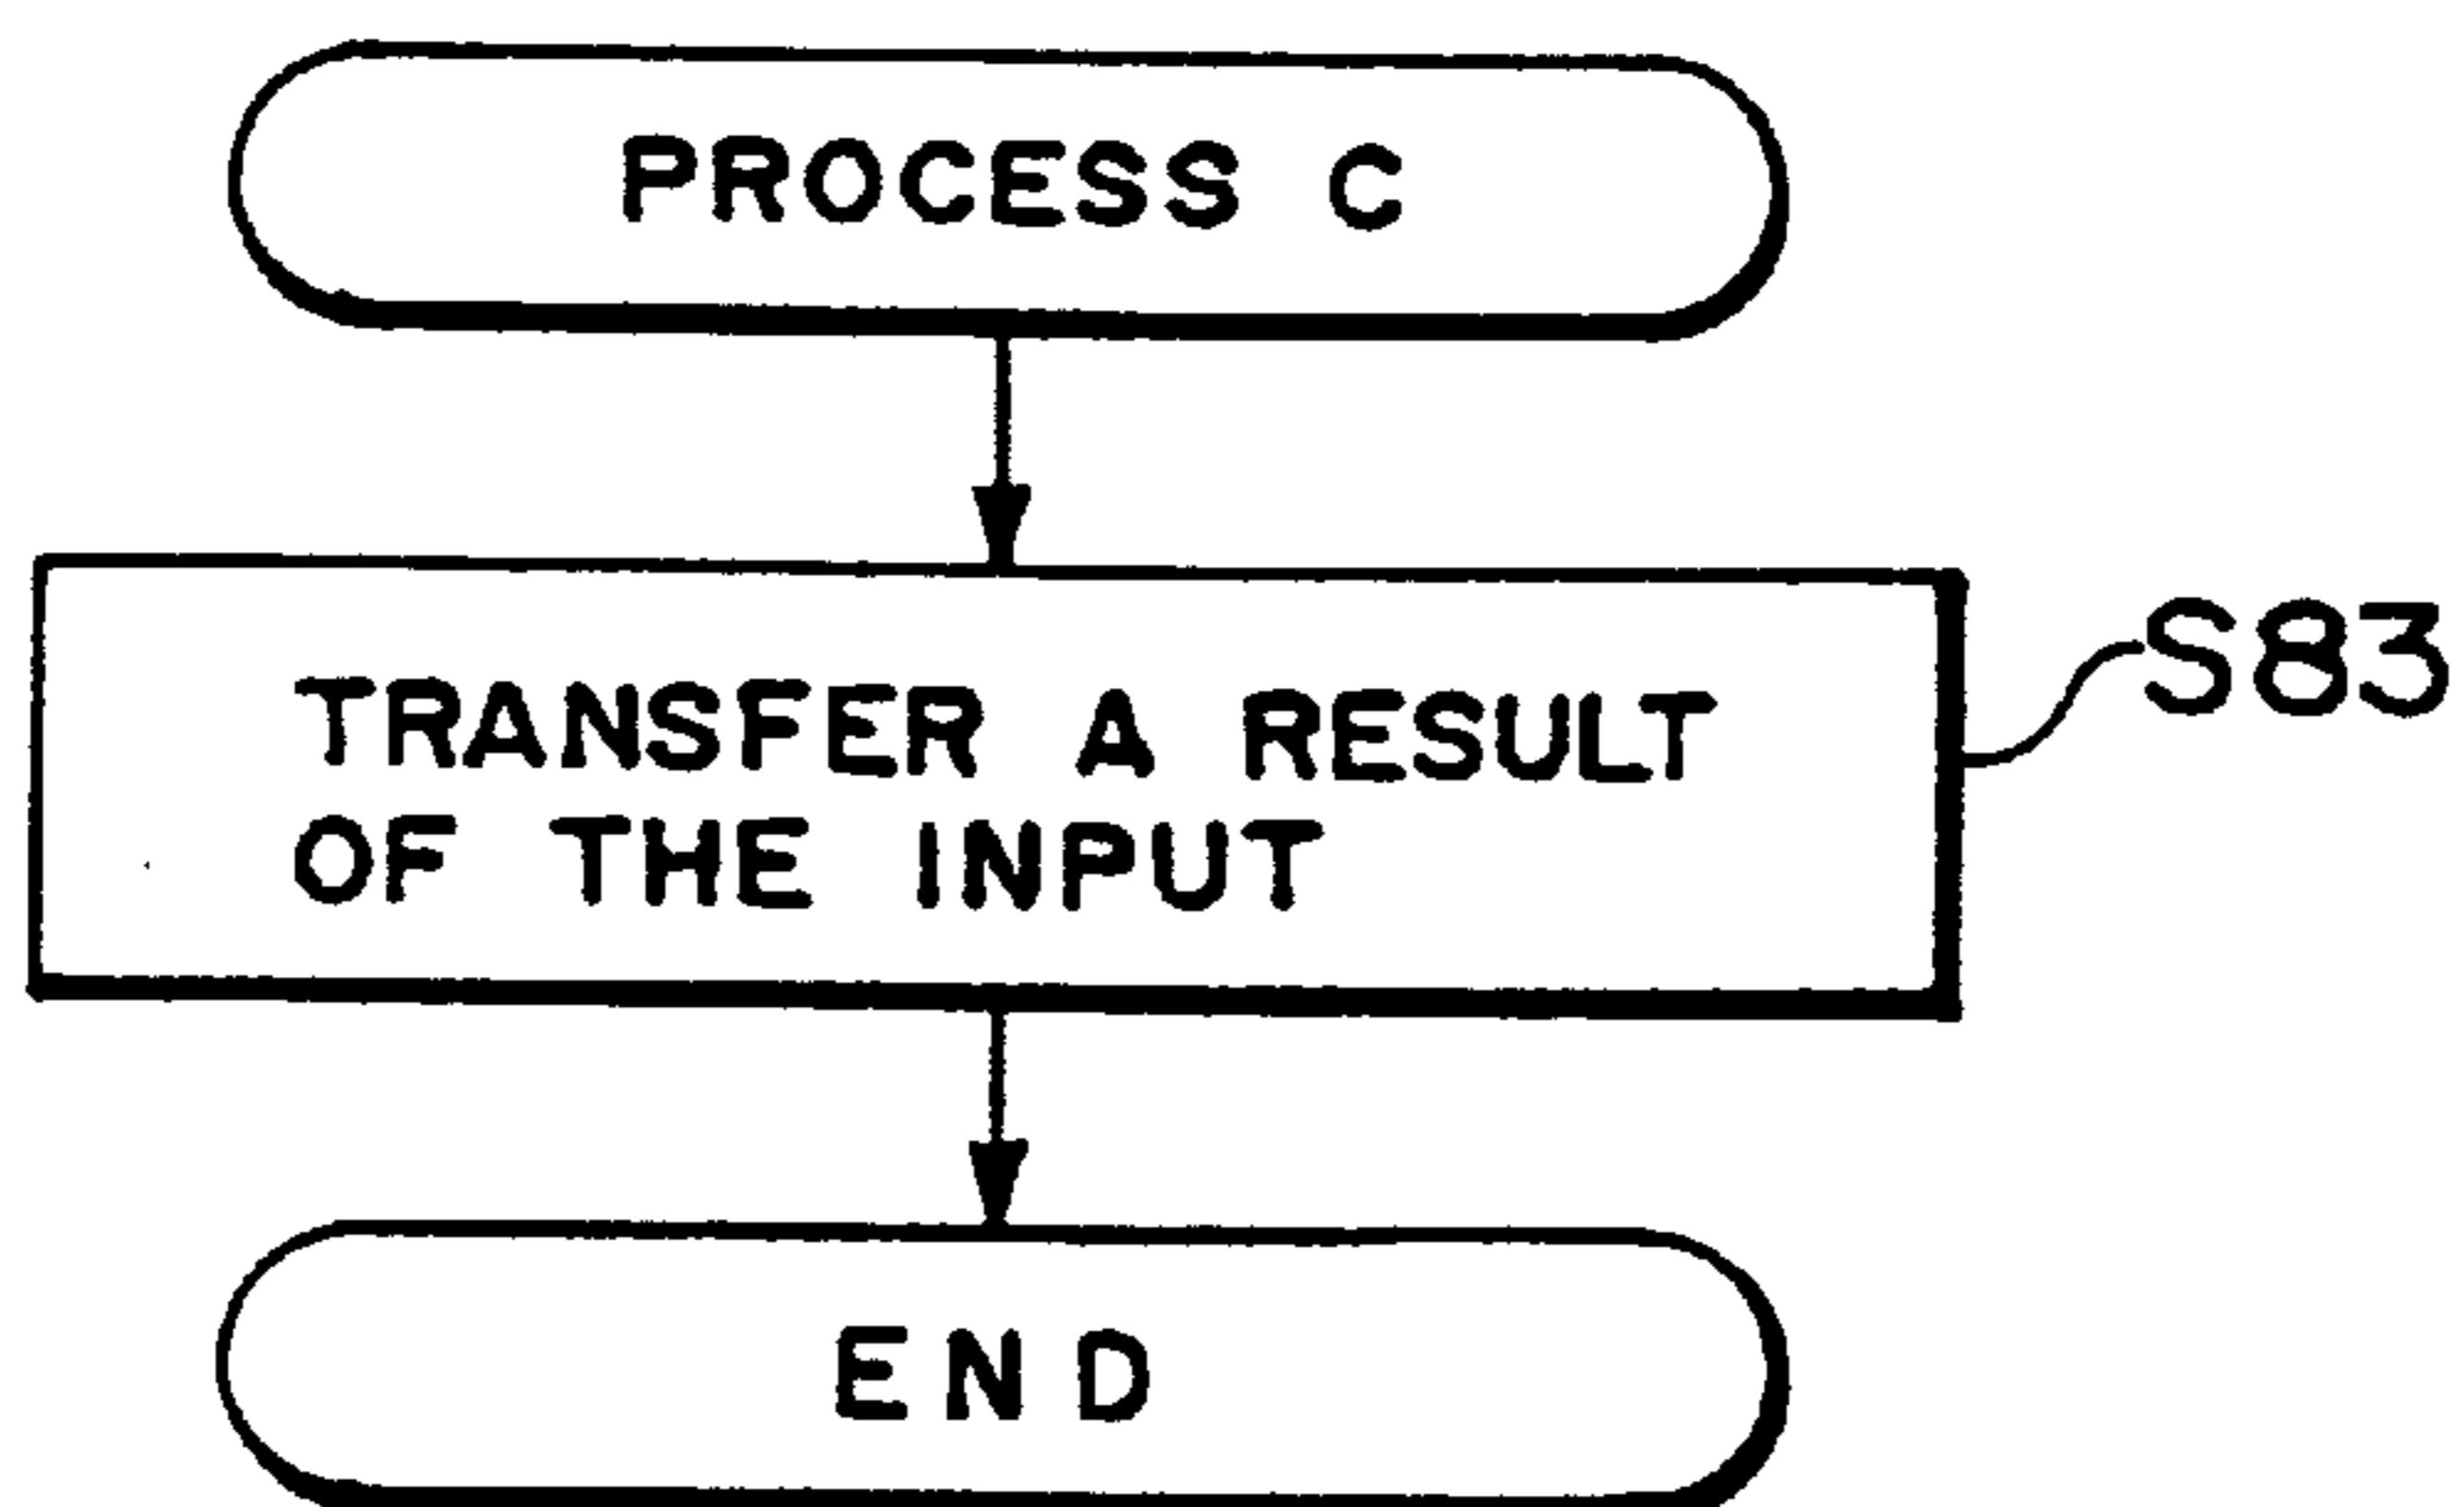 PROCESS C
TRANSFER A RESULT
OF THE INPUT
S83
END